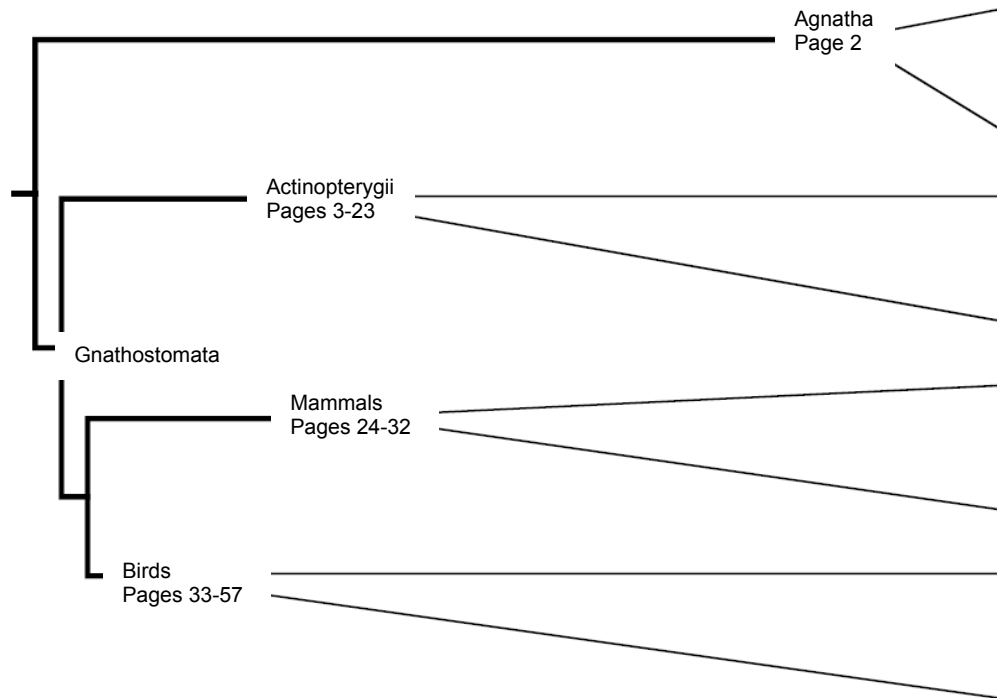 Agnatha
Page 2
Actinopterygii
Pages 3-23
Gnathostomata
Mammals
Pages 24-32
Birds
Pages 33-57